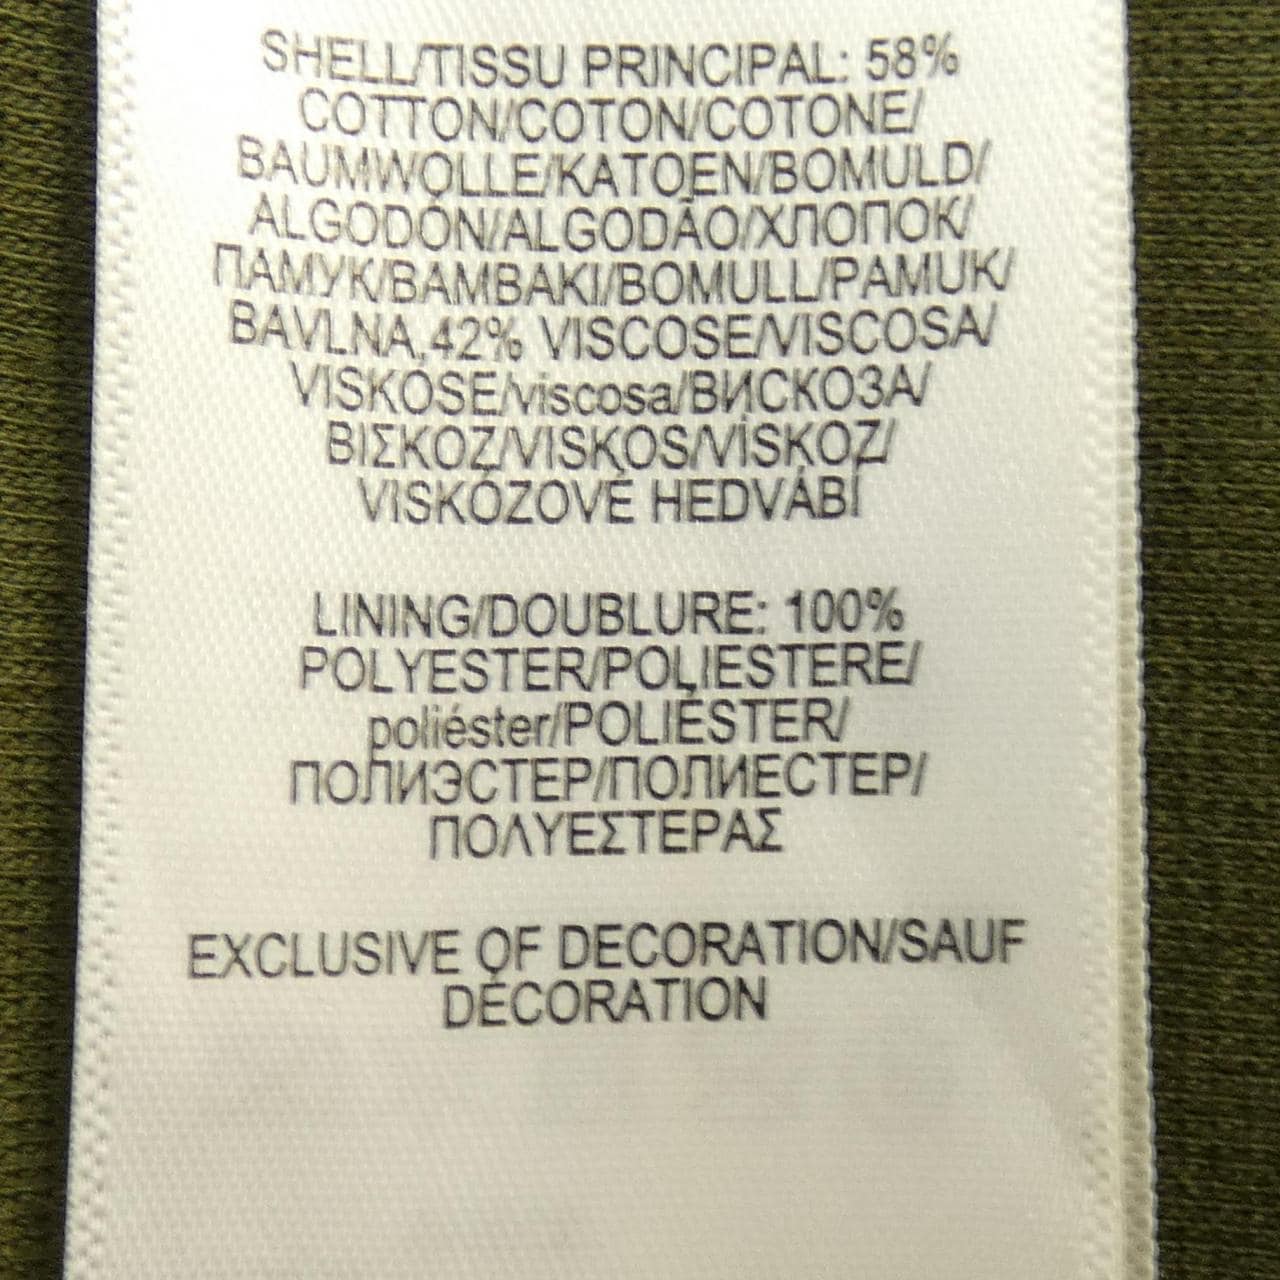 SHELL/TISSU PRINCIPAL: 58%
COTTON/COTON/COTONE/
BAUMWOLLE/KATOEN/BOMULD/
ALGODÓN/ALGODÃO/ХЛОПОК/
ПАМУК/BAMBAKI/BOMULL/PAMUK/
BAVLNA,42% VISCOSE/VISCOSA/
VISKOSE/viscosa/ВИСКОЗА/
ΒΙΣΚΟΖ/VISKOS/VİSKOZ/
VISKÓZOVÉ HEDVÁBÍ
LINING/DOUBLURE: 100%
POLYESTER/POLIESTERE/
poliéster/POLIÉSTER/
ПОЛИЭСТЕР/ПОЛИЕСТЕР/
ΠΟΛΥΕΣΤΕΡΑΣ
EXCLUSIVE OF DECORATION/SAUF
DÉCORATION